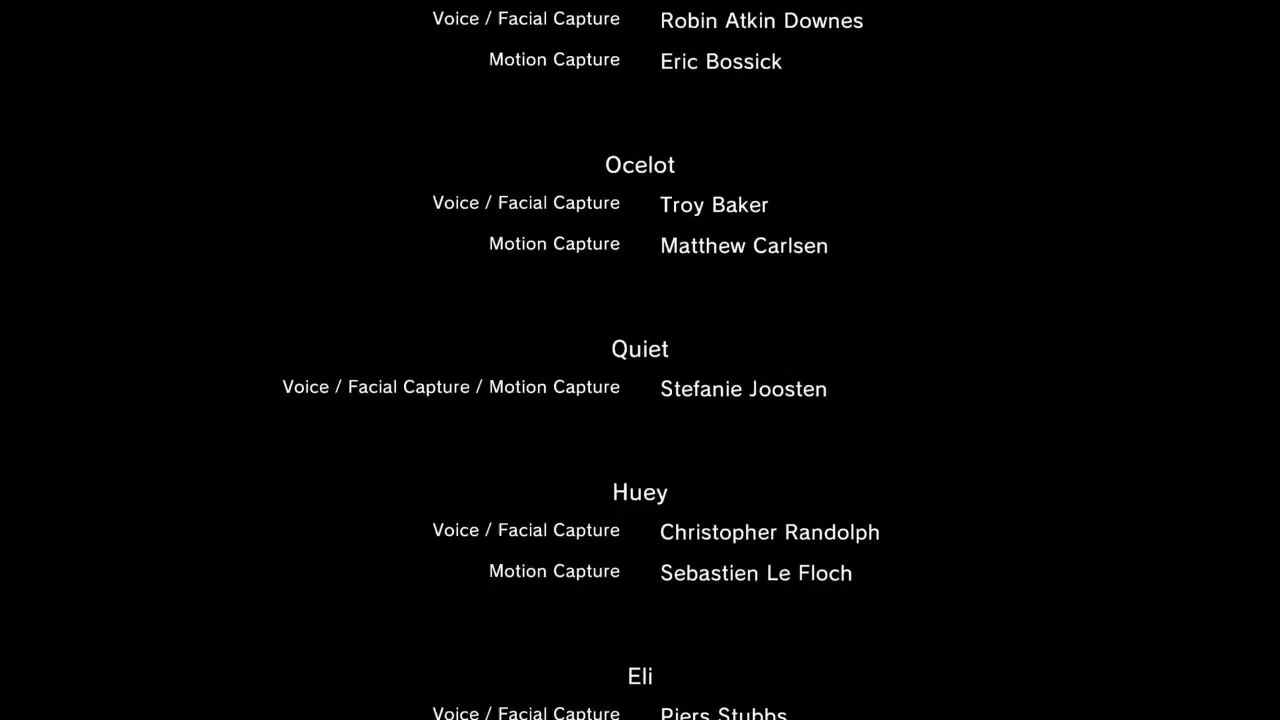 Voice / Facial Capture Robin Atkin Downes
Motion Capture Eric Bossick
Ocelot
Voice / Facial Capture Troy Baker
Motion Capture Matthew Carlsen
Quiet
Voice / Facial Capture / Motion Capture Stefanie Joosten
Huey
Voice / Facial Capture Christopher Randolph
Motion Capture Sebastien Le Floch
Eli
Voice / Facial Capture Piers Stubbs